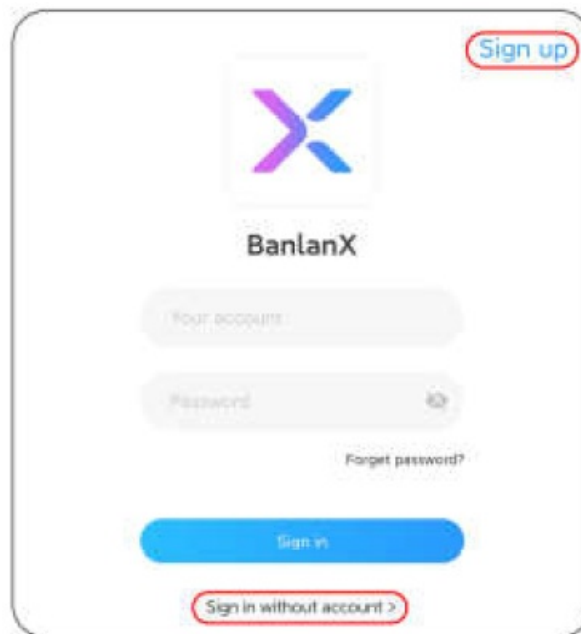 Sign up
BanlanX
Your account
Password
Forget password?
Sign in
Sign in without account >